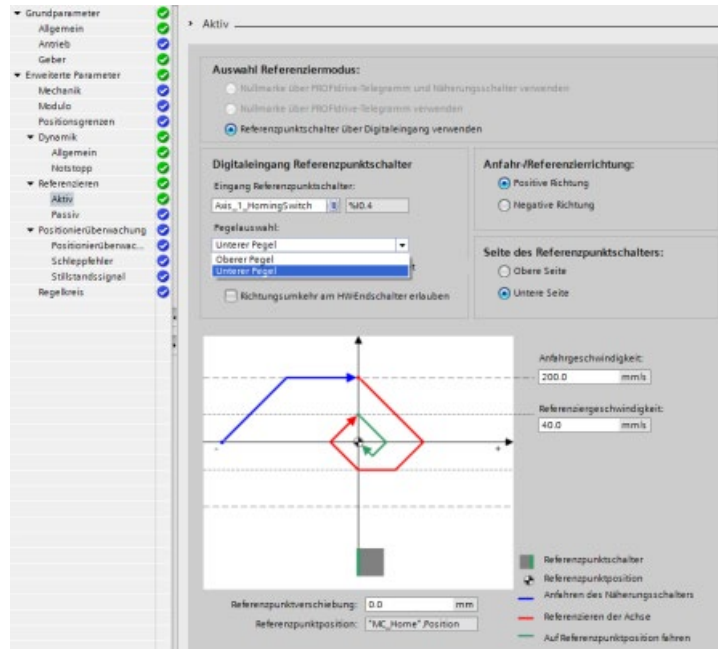 Grundparameter
Allgemein
Antrieb
Geber
Erweiterte Parameter
Mechanik
Modulo
Positionsgrenzen
Dynamik
Allgemein
Notstopp
Referenzieren
Aktiv
Passiv
Positionierüberwachung
Positionierüberwac...
Schleppfehler
Stillstandssignal
Regelkreis
Aktiv
Auswahl Referenziermodus:
Nullmarke über PROFIdrive-Telegramm und Näherungsschalter verwenden
Nullmarke über PROFIdrive-Telegramm verwenden
Referenzpunktschalter über Digitaleingang verwenden
Digitaleingang Referenzpunktschalter
Eingang Referenzpunktschalter:
Axis_1_HomingSwitch %I0.4
Pegelauswahl:
Unterer Pegel
Oberer Pegel
Unterer Pegel
Richtungsumkehr am HW-Endschalter erlauben
Anfahr-/Referenzierrichtung:
Positive Richtung
Negative Richtung
Seite des Referenzpunktschalters:
Obere Seite
Untere Seite
- +
Anfahrgeschwindigkeit:
200.0 mm/s
Referenziergeschwindigkeit:
40.0 mm/s
Referenzpunktschalter
Referenzpunktposition
Anfahren des Näherungsschalters
Referenzieren der Achse
Auf Referenzpunktposition fahren
Referenzpunktverschiebung: 0.0 mm
Referenzpunktposition: "MC_Home".Position